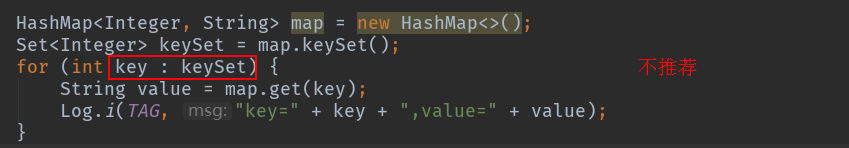 HashMap<Integer, String> map = new HashMap<>();
Set<Integer> keySet = map.keySet();
for (int key : keySet) {
不推荐
String value = map.get(key);
Log.i(TAG, msg: "key=" + key + ",value=" + value);
}